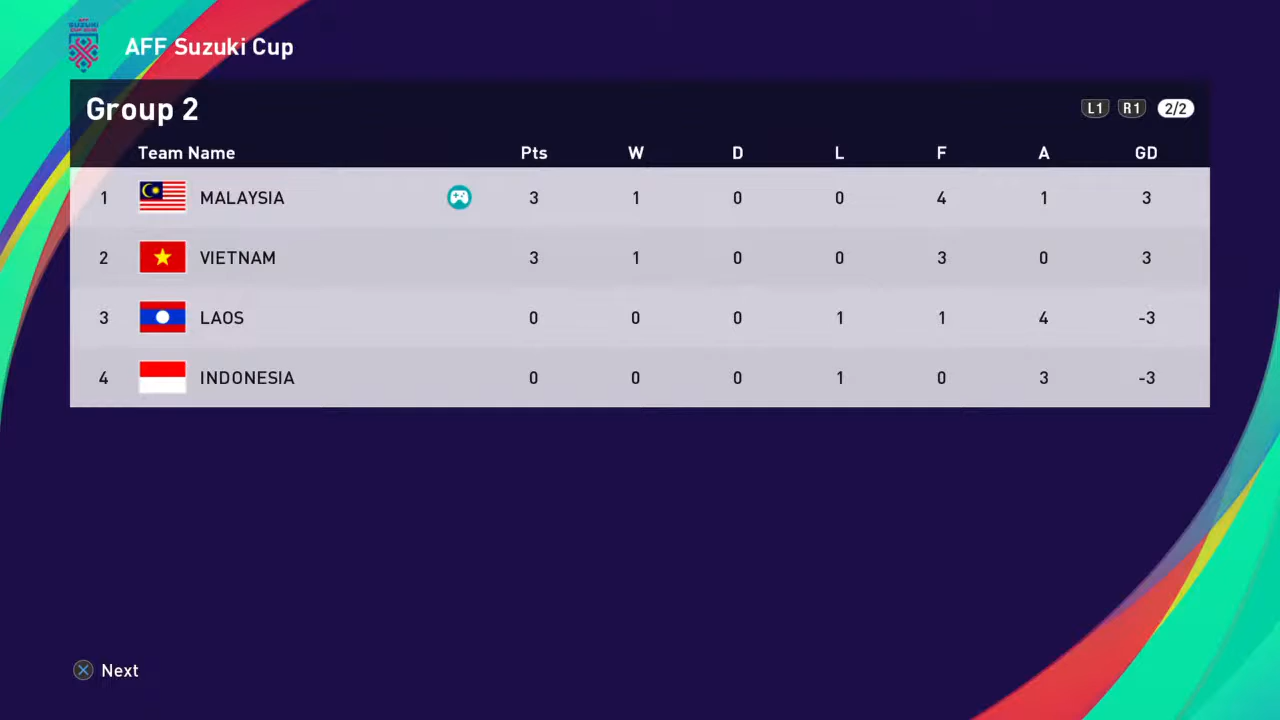 SUZUKI
AFF Suzuki Cup
Group 2 L1 R1 2/2
Team Name Pts W D L F A GD
1 MALAYSIA 3 1 0 0 4 1 3
2 VIETNAM 3 1 0 0 3 0 3
3 LAOS 0 0 0 1 1 4 -3
4 INDONESIA 0 0 0 1 0 3 -3
Next